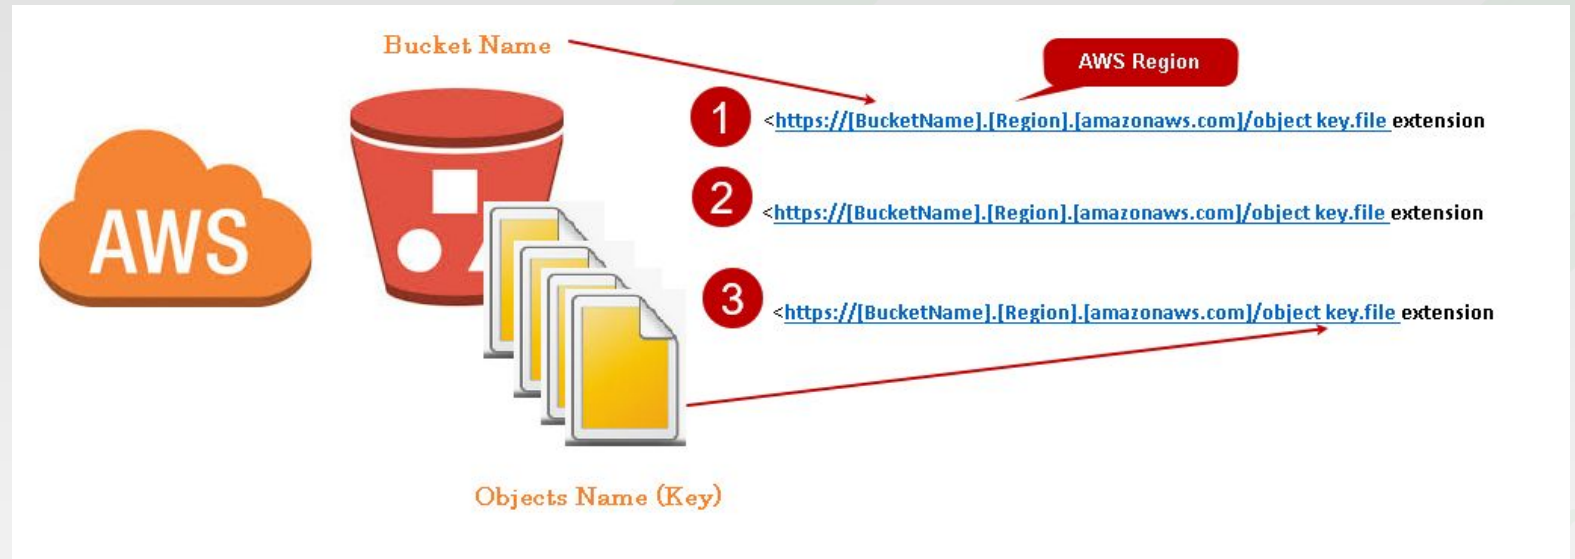 Bucket Name
AWS Region
AWS
1
<https://[BucketName].[Region].[amazonaws.com]/object key.file extension
2
<https://[BucketName].[Region].[amazonaws.com]/object key.file extension
3
<https://[BucketName].[Region].[amazonaws.com]/object key.file extension
Objects Name (Key)